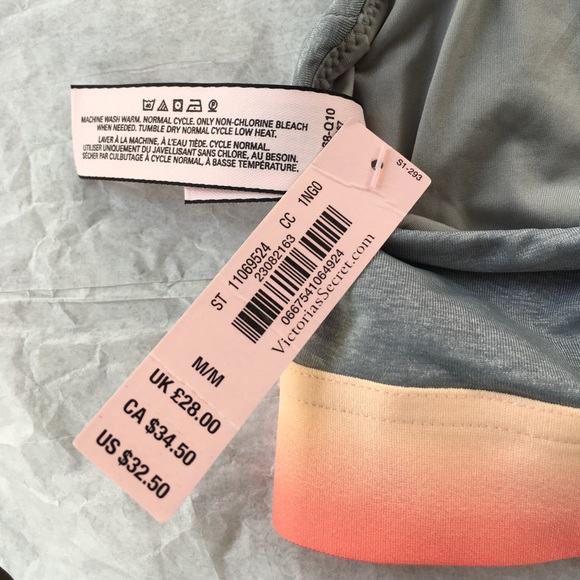 MACHINE WASH WARM. NORMAL CYCLE. ONLY NON-CHLORINE BLEACH
WHEN NEEDED. TUMBLE DRY NORMAL CYCLE LOW HEAT.
LAVER À LA MACHINE, À L'EAU TIÈDE. CYCLE NORMAL.
UTILISER UNIQUEMENT DU JAVELLISANT SANS CHLORE, AU BESOIN.
SÉCHER PAR CULBUTAGE À CYCLE NORMAL, À BASSE TEMPÉRATURE.
S1-293
ST 11069524 CC 1NG0
23082163
0667541064924
VictoriasSecret.com
M/M
UK £28.00
CA $34.50
US $32.50